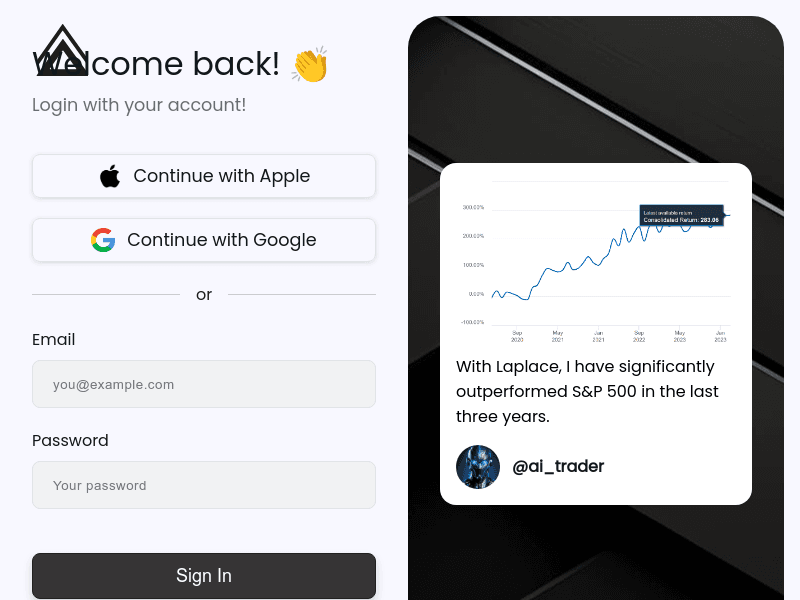 Welcome back! 👏
Login with your account!
Continue with Apple
Continue with Google
or
Email
you@example.com
Password
Your password
Sign In
300.00%
200.00%
100.00%
0.00%
-100.00%
Latest available return
Consolidated Return: 283.06
Sep 2020
May 2021
Jan 2021
Sep 2022
May 2023
Jan 2023
With Laplace, I have significantly
outperformed S&P 500 in the last
three years.
@ai_trader